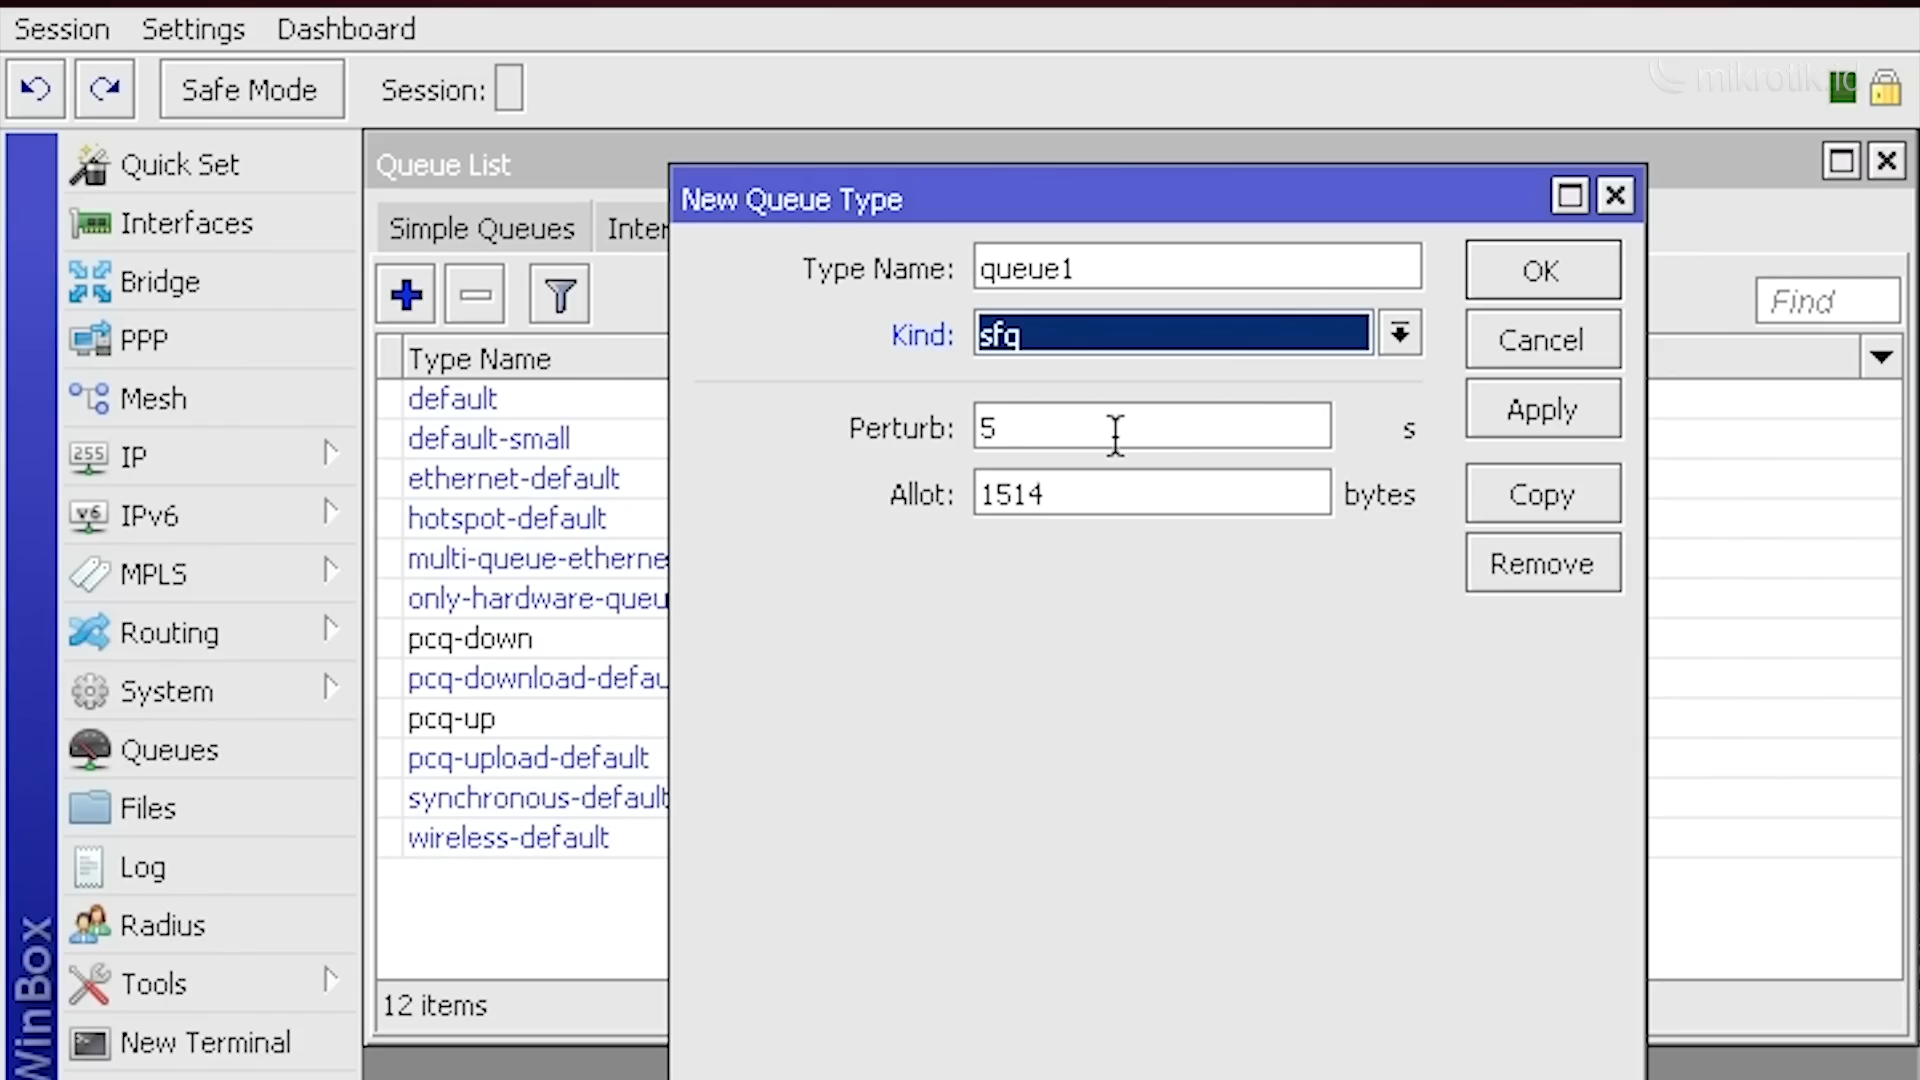 Session Settings Dashboard
Safe Mode Session:
mikrotik.id
Quick Set
Interfaces
Bridge
PPP
Mesh
IP
IPv6
MPLS
Routing
System
Queues
Files
Log
Radius
Tools
New Terminal
WinBox
Queue List
Simple Queues Inter
Find
Type Name
default
default-small
ethernet-default
hotspot-default
multi-queue-etherne
only-hardware-queu
pcq-down
pcq-download-defau
pcq-up
pcq-upload-default
synchronous-default
wireless-default
12 items
New Queue Type
Type Name: queue1
Kind: sfq
Perturb: 5 s
Allot: 1514 bytes
OK
Cancel
Apply
Copy
Remove
255
v6